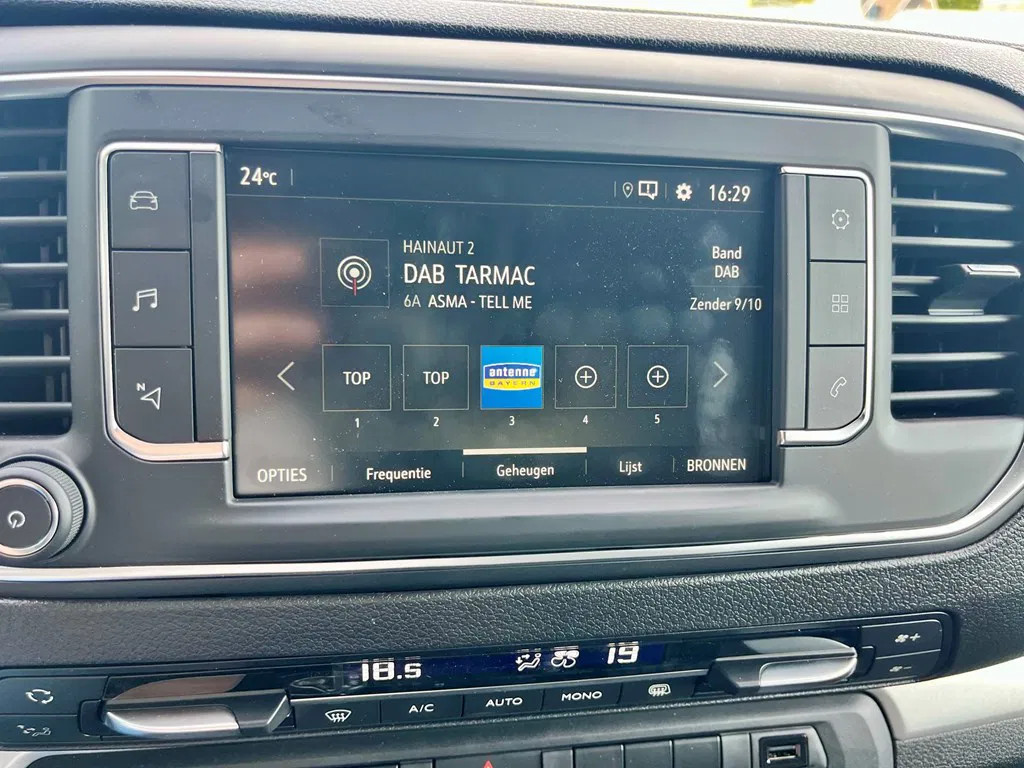 24°C
16:29
HAINAUT 2
DAB TARMAC
6A ASMA - TELL ME
Band
DAB
Zender 9/10
TOP
TOP
antenne
BAYERN
1
2
3
4
5
OPTIES
Frequentie
Geheugen
Lijst
BRONNEN
N
18.5
19
A/C
AUTO
MONO